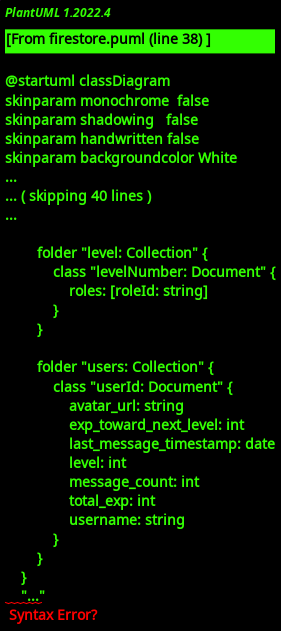 PlantUML 1.2022.4
[From firestore.puml (line 38) ]
@startuml classDiagram
skinparam monochrome  false
skinparam shadowing   false
skinparam handwritten false
skinparam backgroundcolor White
...
... ( skipping 40 lines )
...
folder "level: Collection" {
class "levelNumber: Document" {
roles: [roleId: string]
}
}
folder "users: Collection" {
class "userId: Document" {
avatar_url: string
exp_toward_next_level: int
last_message_timestamp: date
level: int
message_count: int
total_exp: int
username: string
}
}
}
"..."
Syntax Error?